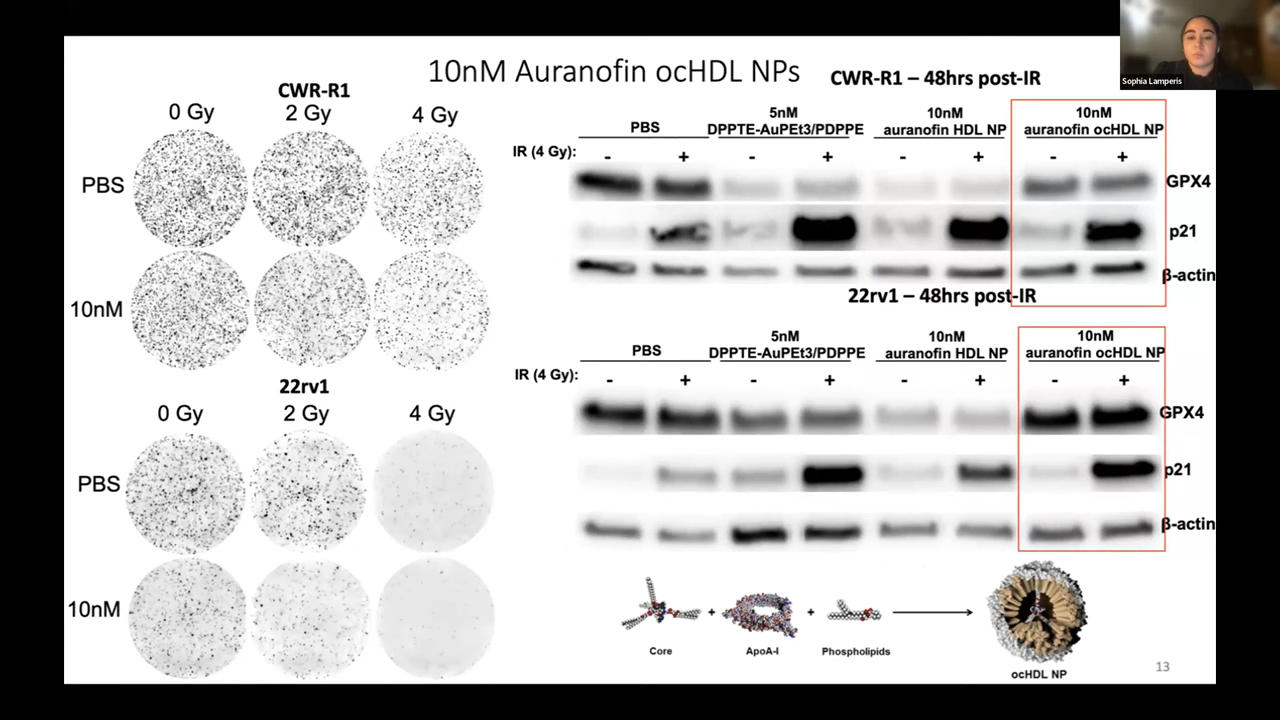 10nM Auranofin ocHDL NPs
Sophia Lamperis
CWR-R1
0 Gy 2 Gy 4 Gy
PBS
10nM
22rv1
0 Gy 2 Gy 4 Gy
PBS
10nM
CWR-R1 – 48hrs post-IR
PBS
5nM
DPPTE-AuPEt3/PDPPE
10nM
auranofin HDL NP
10nM
auranofin ocHDL NP
IR (4 Gy): - + - + - + - +
GPX4
p21
β-actin
22rv1 – 48hrs post-IR
PBS
5nM
DPPTE-AuPEt3/PDPPE
10nM
auranofin HDL NP
10nM
auranofin ocHDL NP
IR (4 Gy): - + - + - + - +
GPX4
p21
β-actin
+ +
Core ApoA-I Phospholipids
ocHDL NP
13